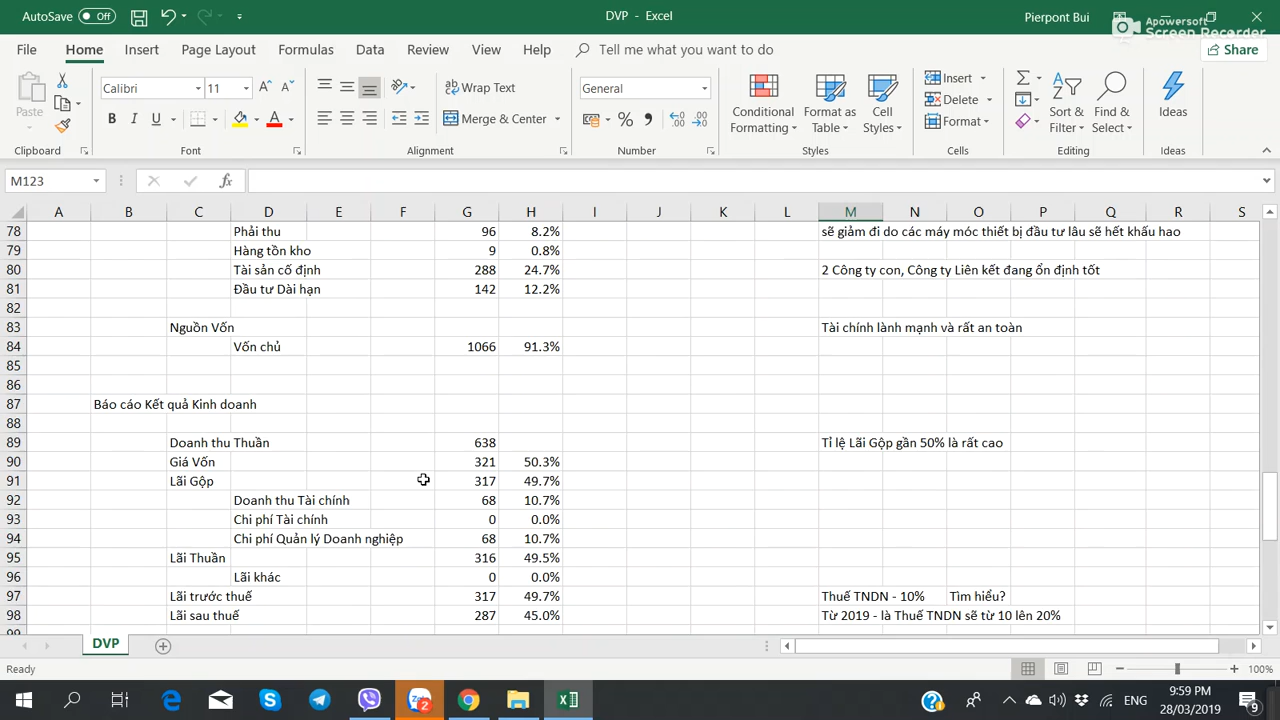 AutoSave Off
DVP - Excel
Pierpont Bui
Apowersoft
Screen Recorder
File Home Insert Page Layout Formulas Data Review View Help Tell me what you want to do Share
Paste
Calibri 11
B I U
Wrap Text
Merge & Center
General
Conditional Formatting
Format as Table
Cell Styles
Insert
Delete
Format
Sort & Filter
Find & Select
Ideas
Clipboard Font Alignment Number Styles Cells Editing Ideas
M123 fx
A B C D E F G H I J K L M N O P Q R S
78 Phải thu 96 8.2% sẽ giảm đi do các máy móc thiết bị đầu tư lâu sẽ hết khấu hao
79 Hàng tồn kho 9 0.8%
80 Tài sản cố định 288 24.7% 2 Công ty con, Công ty Liên kết đang ổn định tốt
81 Đầu tư Dài hạn 142 12.2%
82
83 Nguồn Vốn Tài chính lành mạnh và rất an toàn
84 Vốn chủ 1066 91.3%
85
86
87 Báo cáo Kết quả Kinh doanh
88
89 Doanh thu Thuần 638 Tỉ lệ Lãi Gộp gần 50% là rất cao
90 Giá Vốn 321 50.3%
91 Lãi Gộp 317 49.7%
92 Doanh thu Tài chính 68 10.7%
93 Chi phí Tài chính 0 0.0%
94 Chi phí Quản lý Doanh nghiệp 68 10.7%
95 Lãi Thuần 316 49.5%
96 Lãi khác 0 0.0%
97 Lãi trước thuế 317 49.7% Thuế TNDN - 10% Tìm hiểu?
98 Lãi sau thuế 287 45.0% Từ 2019 - là Thuế TNDN sẽ từ 10 lên 20%
99
DVP
Ready 100%
ENG
9:59 PM
28/03/2019